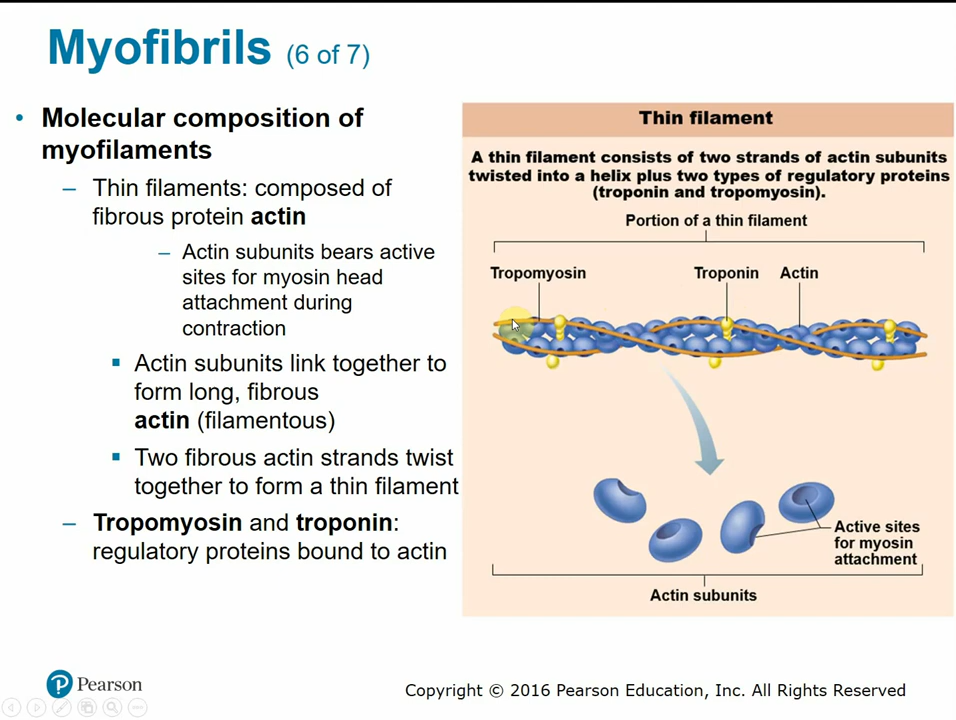 Myofibrils (6 of 7)
• Molecular composition of
myofilaments
– Thin filaments: composed of
fibrous protein actin
– Actin subunits bears active
sites for myosin head
attachment during
contraction
▪ Actin subunits link together to
form long, fibrous
actin (filamentous)
▪ Two fibrous actin strands twist
together to form a thin filament
– Tropomyosin and troponin:
regulatory proteins bound to actin
Thin filament
A thin filament consists of two strands of actin subunits
twisted into a helix plus two types of regulatory proteins
(troponin and tropomyosin).
Portion of a thin filament
Tropomyosin Troponin Actin
Active sites
for myosin
attachment
Actin subunits
P Pearson
Copyright © 2016 Pearson Education, Inc. All Rights Reserved